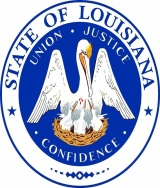 STATE OF LOUISIANA
UNION · JUSTICE
· CONFIDENCE ·